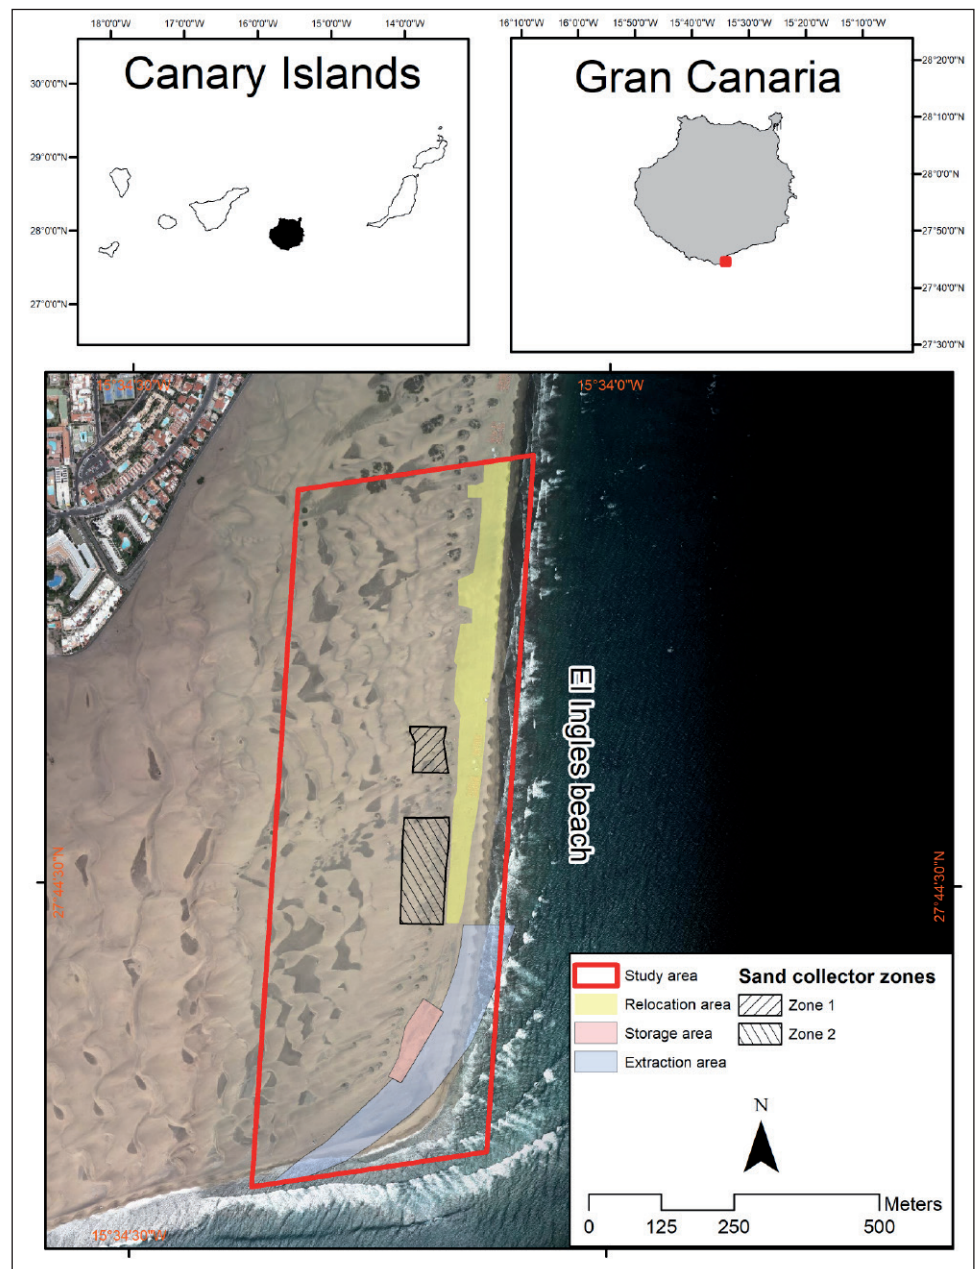 18°0'0"W 17°0'0"W 16°0'0"W 15°0'0"W 14°0'0"W
16°10'0"W 16°0'0"W 15°50'0"W 15°40'0"W 15°30'0"W 15°20'0"W 15°10'0"W
Canary Islands
30°0'0"N
29°0'0"N
28°0'0"N
27°0'0"N
Gran Canaria
28°20'0"N
28°10'0"N
28°0'0"N
27°50'0"N
27°40'0"N
27°30'0"N
15°34'0"W
El Ingles beach
27°44'30"N
27°44'30"N
Study area
Relocation area
Storage area
Extraction area
Sand collector zones
Zone 1
Zone 2
N
Meters
0 125 250 500
15°34'30"W